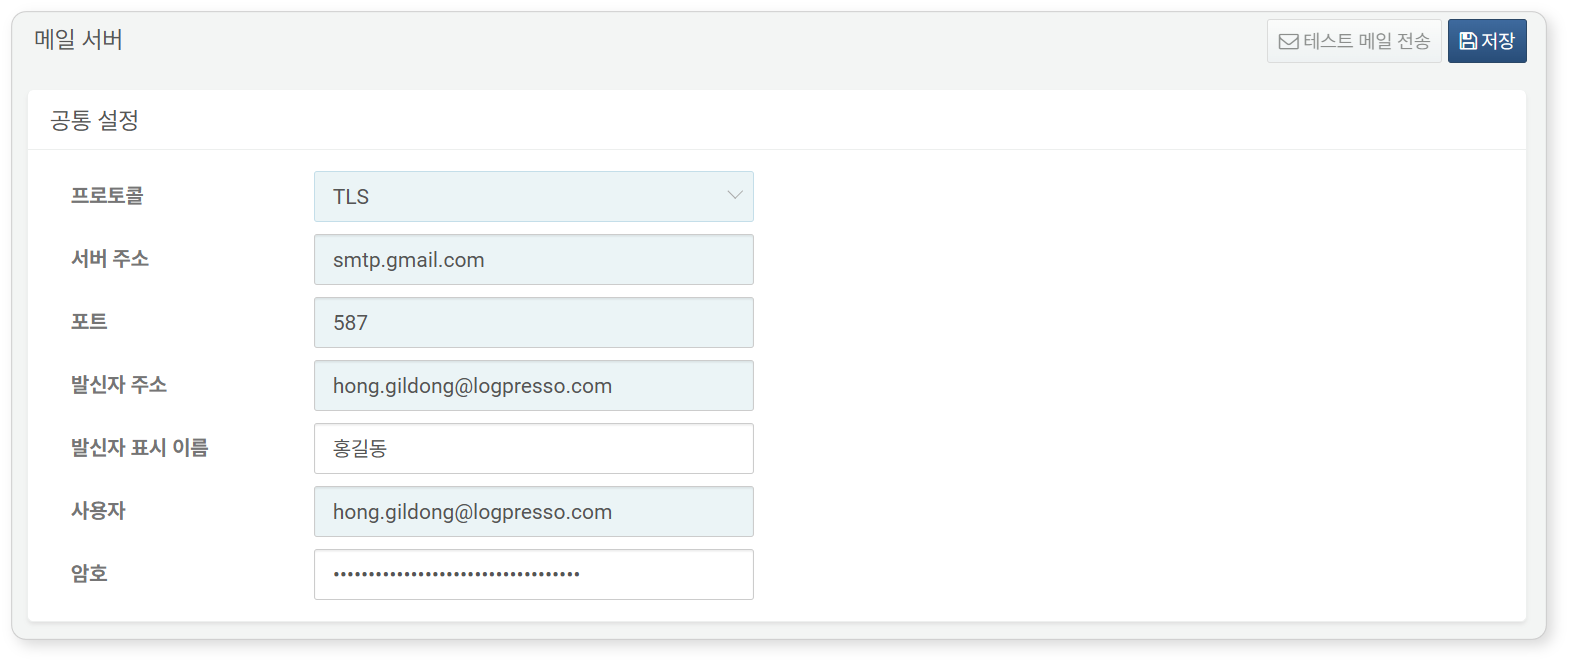 메일 서버
테스트 메일 전송
저장
공통 설정
프로토콜 TLS
서버 주소 smtp.gmail.com
포트 587
발신자 주소 hong.gildong@logpresso.com
발신자 표시 이름 홍길동
사용자 hong.gildong@logpresso.com
암호 •••••••••••••••••••••••••••••••••••